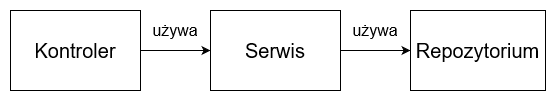 używa
używa
Kontroler
Serwis
Repozytorium